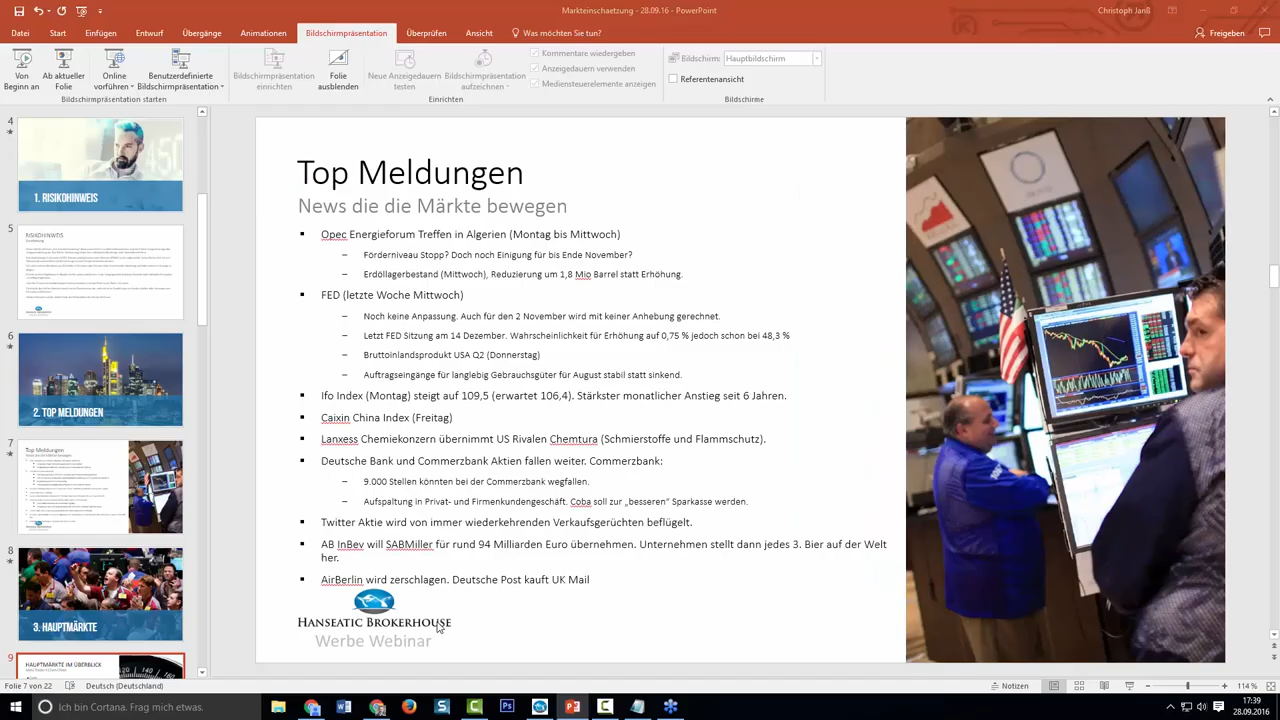 Markteinschaetzung - 28.09.16 - PowerPoint
Christoph Janß
Datei Start Einfügen Entwurf Übergänge Animationen Bildschirmpräsentation Überprüfen Ansicht Was möchten Sie tun? Freigeben
Von Beginn an
Ab aktueller Folie
Online vorführen
Benutzerdefinierte Bildschirmpräsentation
Bildschirmpräsentation starten
Bildschirmpräsentation einrichten
Folie ausblenden
Neue Anzeigedauern testen
Bildschirmpräsentation aufzeichnen
Kommentare wiedergeben
Anzeigedauern verwenden
Mediensteuerelemente anzeigen
Einrichten
Bildschirm: Hauptbildschirm
Referentenansicht
Bildschirme
4
1. RISIKOHINWEIS
5
RISIKOHINWEIS
6
2. TOP MELDUNGEN
7
Top Meldungen
8
3. HAUPTMÄRKTE
9
HAUPTMÄRKTE IM ÜBERBLICK
Top Meldungen
News die die Märkte bewegen
Opec Energieforum Treffen in Algerien (Montag bis Mittwoch)
– Förderniveau Stopp? Doch noch Einigung für bis Ende November?
– Erdöllagerbestand (Mittwoch), Reduzierung um 1,8 Mio Barrel statt Erhöhung.
FED (letzte Woche Mittwoch)
– Noch keine Anpassung. Auch für den 2 November wird mit keiner Anhebung gerechnet.
– Letzt FED Sitzung am 14 Dezember. Wahrscheinlichkeit für Erhöhung auf 0,75 % jedoch schon bei 48,3 %
– Bruttoinlandsprodukt USA Q2 (Donnerstag)
– Auftragseingänge für langlebig Gebrauchsgüter für August stabil statt sinkend.
Ifo Index (Montag) steigt auf 109,5 (erwartet 106,4). Stärkster monatlicher Anstieg seit 6 Jahren.
Caixin China Index (Freitag)
Lanxess Chemiekonzern übernimmt US Rivalen Chemtura (Schmierstoffe und Flammschutz).
Deutsche Bank und Commerzbank Aktien fallen weiter. Commerzbank:
– 9.000 Stellen könnten bei der Commerzbank wegfallen.
– Aufspaltung in Privat- und Firmenkundengeschäft. Coba soll zur „besseren" Sparkasse werden
Twitter Aktie wird von immer wiederkehrenden Verkaufsgerüchten beflügelt.
AB InBev will SABMiller für rund 94 Milliarden Euro übernehmen. Unternehmen stellt dann jedes 3. Bier auf der Welt
her.
AirBerlin wird zerschlagen. Deutsche Post kauft UK Mail
HANSEATIC BROKERHOUSE
Werbe Webinar
Folie 7 von 22 Deutsch (Deutschland) Notizen 114 %
Ich bin Cortana. Frag mich etwas.
17:39
28.09.2016